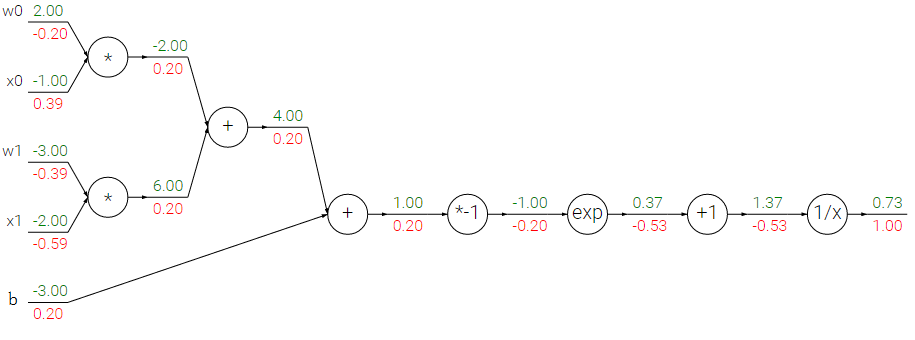 w0 2.00
-0.20
* -2.00
0.20
x0 -1.00
0.39
+ 4.00
0.20
w1 -3.00
-0.39
* 6.00
0.20
x1 -2.00
-0.59
+ 1.00 *-1 -1.00 exp 0.37 +1 1.37 1/x 0.73
0.20 -0.20 -0.53 -0.53 1.00
b -3.00
0.20